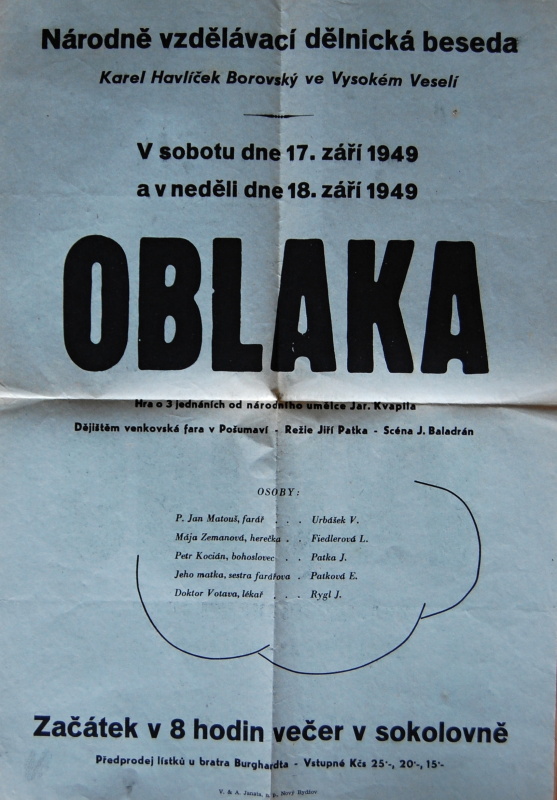 Národně vzdělávací dělnická beseda
Karel Havlíček Borovský ve Vysokém Veselí
V sobotu dne 17. září 1949
a v neděli dne 18. září 1949
OBLAKA
Hra o 3 jednáních od národního umělce Jar. Kvapila
Dějištěm venkovská fara v Pošumaví - Režie Jiří Patka - Scéna J. Baladrán
OSOBY:
P. Jan Matouš, farář . . . Urbášek V.
Mája Zemanová, herečka . . Fiedlerová L.
Petr Kocián, bohoslovec . . Patka J.
Jeho matka, sestra farářova . Patková E.
Doktor Votava, lékař . . . Rygl J.
Začátek v 8 hodin večer v sokolovně
Předprodej lístků u bratra Burghardta - Vstupné Kčs 25·-, 20·-, 15·-
V. & A. Janata, n. p. Nový Bydžov